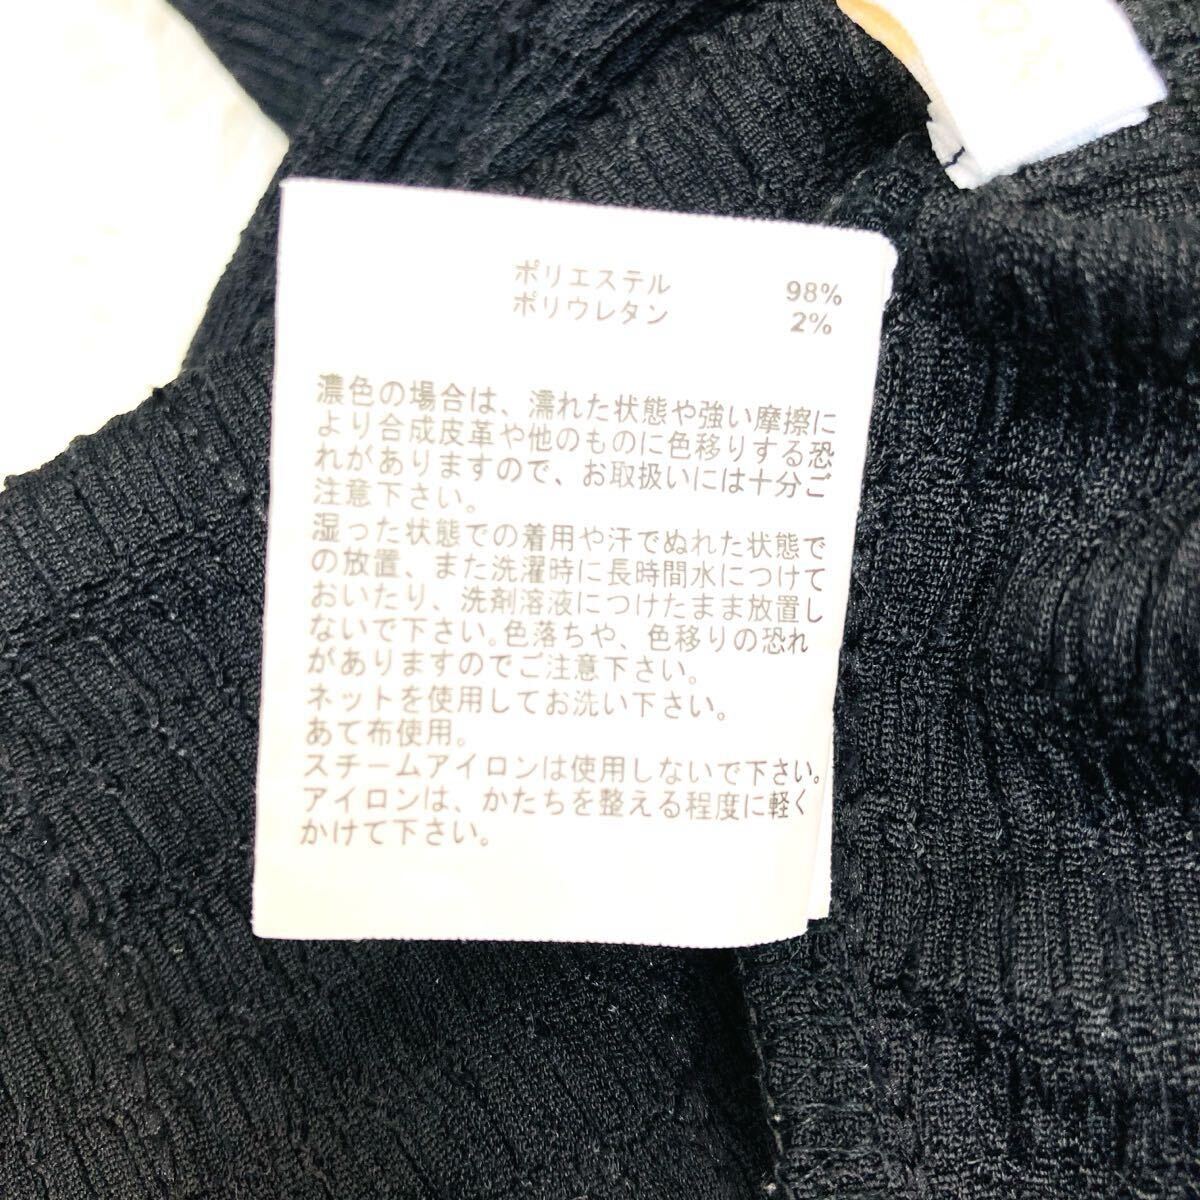 ポリエステル 98%
ポリウレタン 2%
濃色の場合は、濡れた状態や強い摩擦に
より合成皮革や他のものに色移りする恐
れがありますので、お取扱いには十分ご
注意下さい。
湿った状態での着用や汗でぬれた状態で
の放置、また洗濯時に長時間水につけて
おいたり、洗剤溶液につけたまま放置し
ないで下さい。色落ちや、色移りの恐れ
がありますのでご注意下さい。
ネットを使用してお洗い下さい。
あて布使用。
スチームアイロンは使用しないで下さい。
アイロンは、かたちを整える程度に軽く
かけて下さい。